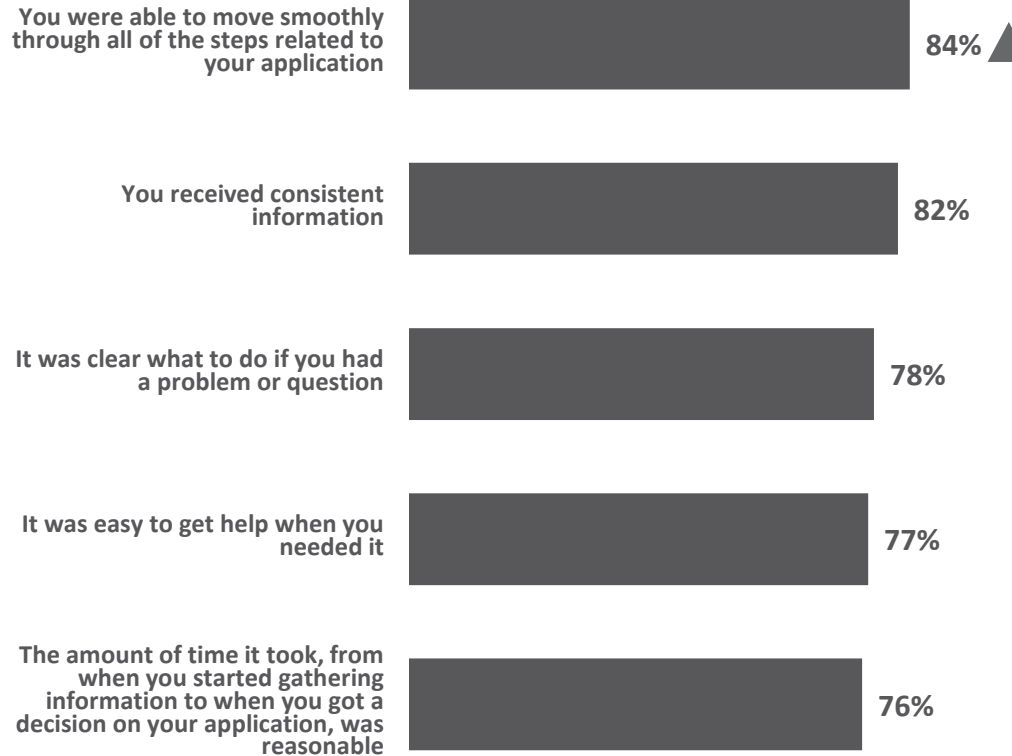 You were able to move smoothly
through all of the steps related to
your application
84%
You received consistent
information
82%
It was clear what to do if you had
a problem or question
78%
It was easy to get help when you
needed it
77%
The amount of time it took, from
when you started gathering
information to when you got a
decision on your application, was
reasonable
76%